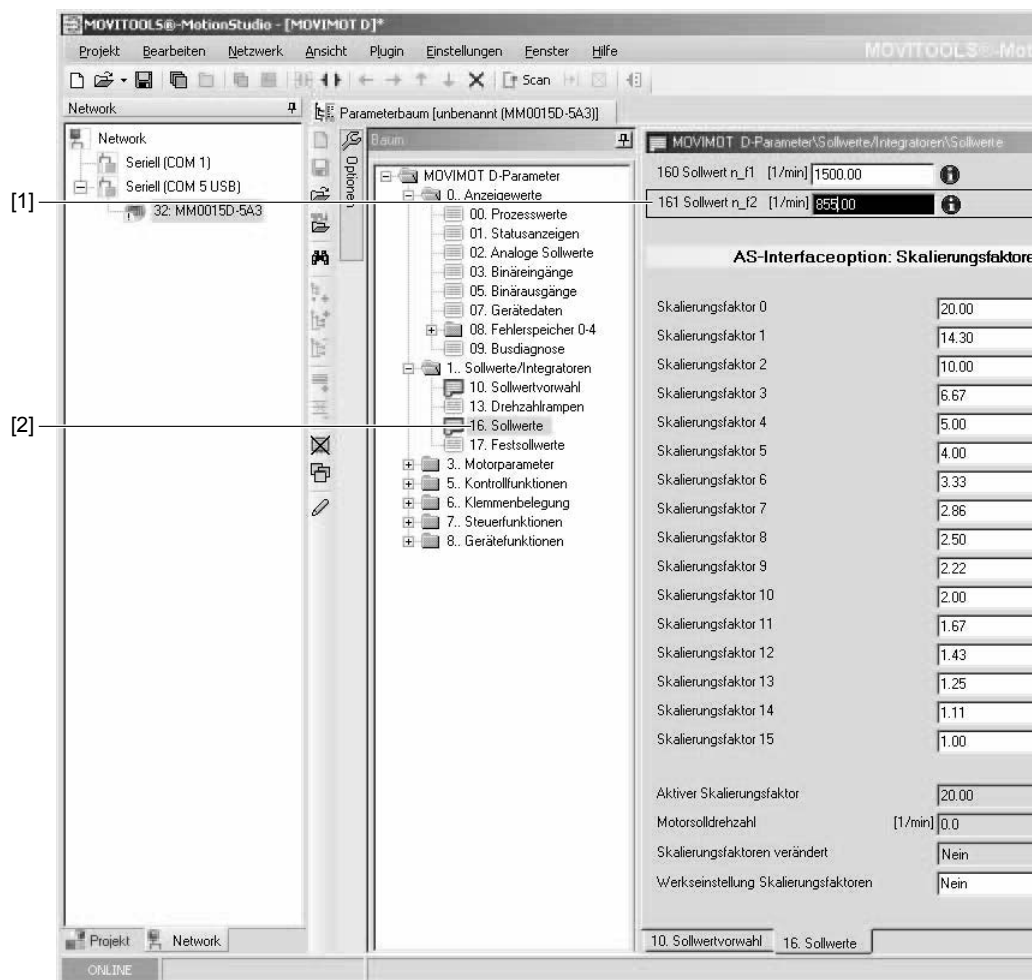 MOVITOOLS®-MotionStudio - [MOVIMOT D]*
Projekt Bearbeiten Netzwerk Ansicht Plugin Einstellungen Fenster Hilfe
MOVITOOLS®-Mot
Scan
Network
Parameterbaum [unbenannt (MM0015D-5A3)]
Network
Seriell (COM 1)
Seriell (COM 5 USB)
32: MM0015D-5A3
Optionen
Baum
MOVIMOT D-Parameter
0.. Anzeigewerte
00. Prozesswerte
01. Statusanzeigen
02. Analoge Sollwerte
03. Binäreingänge
05. Binärausgänge
07. Gerätedaten
08. Fehlerspeicher 0-4
09. Busdiagnose
1.. Sollwerte/Integratoren
10. Sollwertvorwahl
13. Drehzahlrampen
16. Sollwerte
17. Festsollwerte
3.. Motorparameter
5.. Kontrollfunktionen
6.. Klemmenbelegung
7.. Steuerfunktionen
8.. Gerätefunktionen
[1]
[2]
MOVIMOT D-Parameter\Sollwerte/Integratoren\Sollwerte
160 Sollwert n_f1 [1/min] 1500.00
161 Sollwert n_f2 [1/min] 855.00
AS-Interfaceoption: Skalierungsfaktore
Skalierungsfaktor 0 20.00
Skalierungsfaktor 1 14.30
Skalierungsfaktor 2 10.00
Skalierungsfaktor 3 6.67
Skalierungsfaktor 4 5.00
Skalierungsfaktor 5 4.00
Skalierungsfaktor 6 3.33
Skalierungsfaktor 7 2.86
Skalierungsfaktor 8 2.50
Skalierungsfaktor 9 2.22
Skalierungsfaktor 10 2.00
Skalierungsfaktor 11 1.67
Skalierungsfaktor 12 1.43
Skalierungsfaktor 13 1.25
Skalierungsfaktor 14 1.11
Skalierungsfaktor 15 1.00
Aktiver Skalierungsfaktor 20.00
Motorsolldrehzahl [1/min] 0.0
Skalierungsfaktoren verändert Nein
Werkseinstellung Skalierungsfaktoren Nein
Projekt Network
10. Sollwertvorwahl 16. Sollwerte
ONLINE